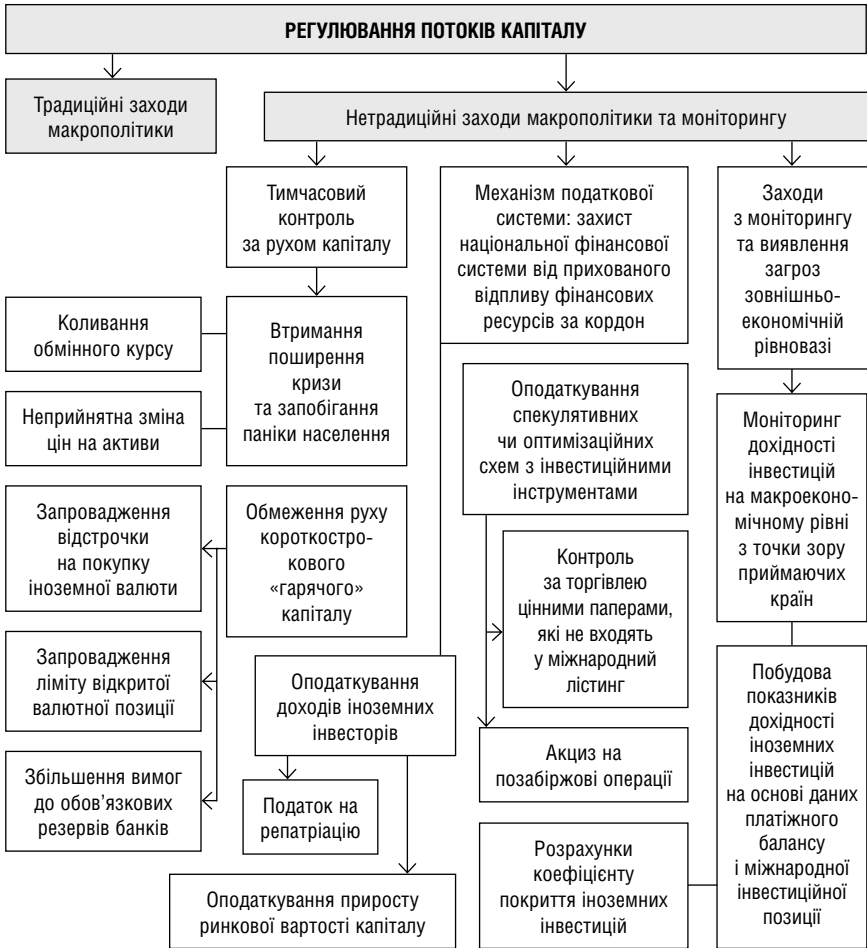 РЕГУЛЮВАННЯ ПОТОКІВ КАПІТАЛУ
Традиційні заходи
макрополітики
Нетрадиційні заходи макрополітики та моніторингу
Тимчасовий
контроль
за рухом капіталу
Механізм податкової
системи: захист
національної фінансової
системи від прихованого
відпливу фінансових
ресурсів за кордон
Заходи
з моніторингу
та виявлення
загроз
зовнішньо-
економічній
рівновазі
Коливання
обмінного курсу
Втримання
поширення
кризи
та запобігання
паніки населення
Неприйнятна зміна
цін на активи
Оподаткування
спекулятивних
чи оптимізаційних
схем з інвестиційними
інструментами
Моніторинг
дохідності
інвестицій
на макроеконо-
мічному рівні
з точки зору
приймаючих
країн
Запровадження
відстрочки
на покупку
іноземної валюти
Обмеження руху
короткостро-
кового
«гарячого»
капіталу
Контроль
за торгівлею
цінними паперами,
які не входять
у міжнародний
лістинг
Запровадження
ліміту відкритої
валютної позиції
Оподаткування
доходів іноземних
інвесторів
Побудова
показників
дохідності
іноземних
інвестицій
на основі даних
платіжного
балансу
і міжнародної
інвестиційної
позиції
Акциз на
позабіржові операції
Збільшення вимог
до обов’язкових
резервів банків
Податок на
репатріацію
Розрахунки
коефіцієнту
покриття іноземних
інвестицій
Оподаткування приросту
ринкової вартості капіталу